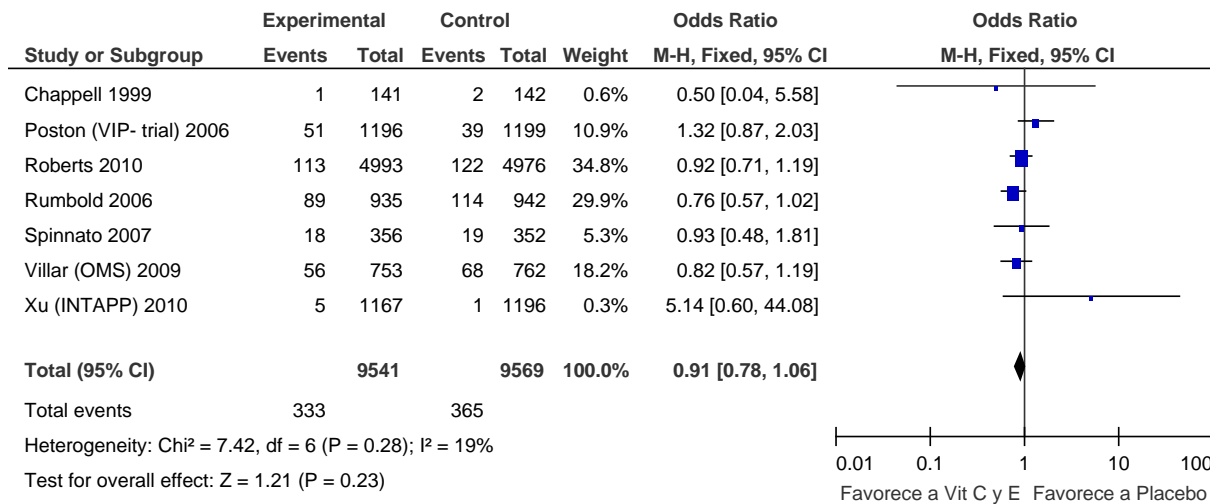 Experimental Control Odds Ratio Odds Ratio
Study or Subgroup Events Total Events Total Weight M-H, Fixed, 95% CI M-H, Fixed, 95% CI
Chappell 1999 1 141 2 142 0.6% 0.50 [0.04, 5.58]
Poston (VIP- trial) 2006 51 1196 39 1199 10.9% 1.32 [0.87, 2.03]
Roberts 2010 113 4993 122 4976 34.8% 0.92 [0.71, 1.19]
Rumbold 2006 89 935 114 942 29.9% 0.76 [0.57, 1.02]
Spinnato 2007 18 356 19 352 5.3% 0.93 [0.48, 1.81]
Villar (OMS) 2009 56 753 68 762 18.2% 0.82 [0.57, 1.19]
Xu (INTAPP) 2010 5 1167 1 1196 0.3% 5.14 [0.60, 44.08]
Total (95% CI) 9541 9569 100.0% 0.91 [0.78, 1.06]
Total events 333 365
Heterogeneity: Chi² = 7.42, df = 6 (P = 0.28); I² = 19%
Test for overall effect: Z = 1.21 (P = 0.23)
0.01 0.1 1 10 100
Favorece a Vit C y E Favorece a Placebo